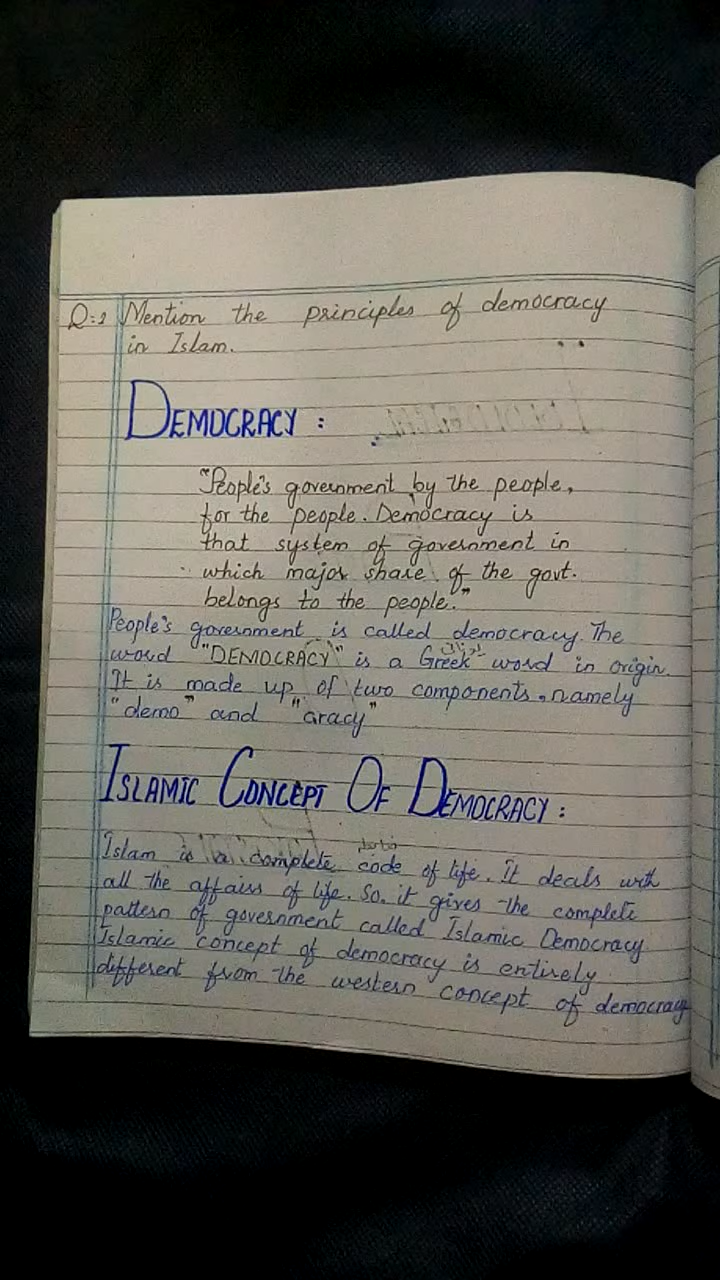 Q:2 Mention the principles of democracy
in Islam.
DEMOCRACY :
"People's government by the people,
for the people. Democracy is
that system of government in
which major share of the govt.
belongs to the people."
People's government is called democracy. The
word "DEMOCRACY" is a Greek word in origin.
It is made up of two components, namely
"demo" and "aracy"
ISLAMIC CONCEPT OF DEMOCRACY :
ضابطہ
Islam is a complete code of life. It deals with
all the affairs of life. So, it gives the complete
pattern of government called Islamic Democracy
Islamic concept of democracy is entirely
different from the western concept of democracy